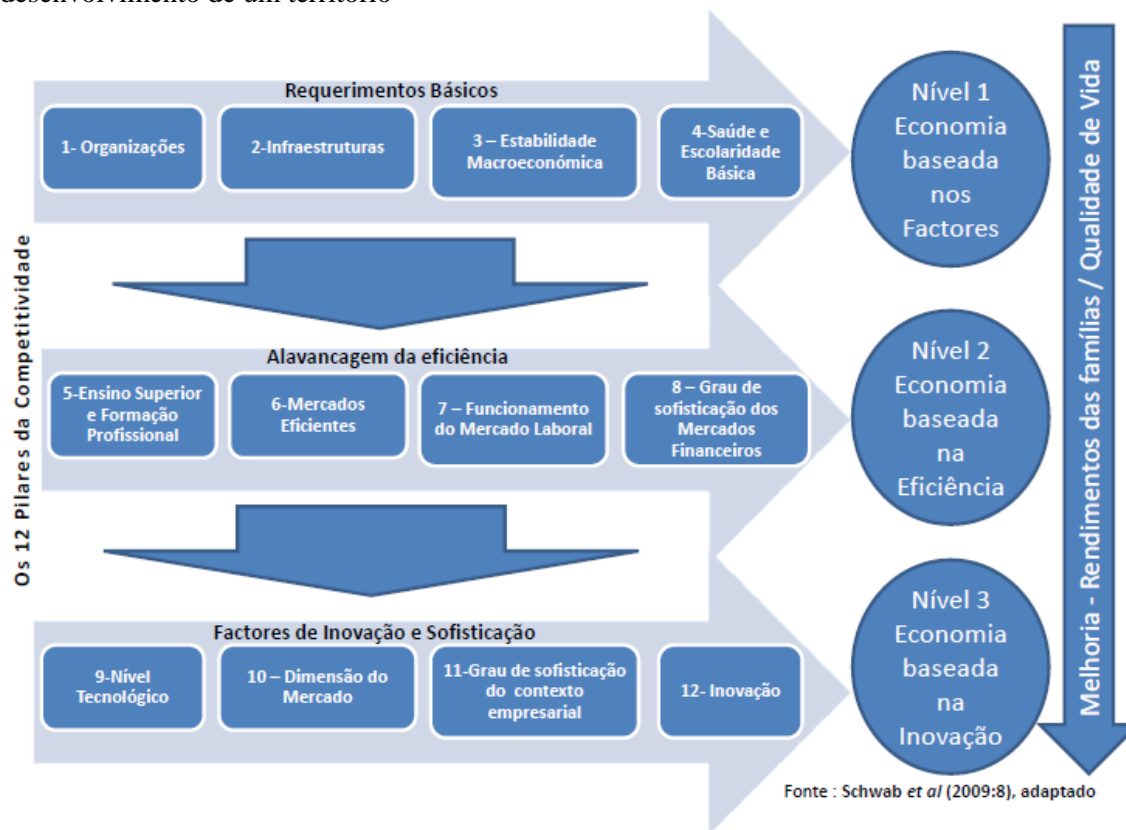 desenvolvimento de um território
Requerimentos Básicos
1- Organizações
2-Infraestruturas
3 – Estabilidade
Macroeconómica
4-Saúde e
Escolaridade
Básica
Nível 1
Economia
baseada
nos
Factores
Os 12 Pilares da Competitividade
Alavancagem da eficiência
5-Ensino Superior
e Formação
Profissional
6-Mercados
Eficientes
7 – Funcionamento
do Mercado Laboral
8 – Grau de
sofisticação dos
Mercados
Financeiros
Nível 2
Economia
baseada
na
Eficiência
Factores de Inovação e Sofisticação
9-Nível
Tecnológico
10 – Dimensão do
Mercado
11-Grau de sofisticação
do contexto
empresarial
12- Inovação
Nível 3
Economia
baseada
na
Inovação
Melhoria - Rendimentos das famílias / Qualidade de Vida
Fonte : Schwab et al (2009:8), adaptado